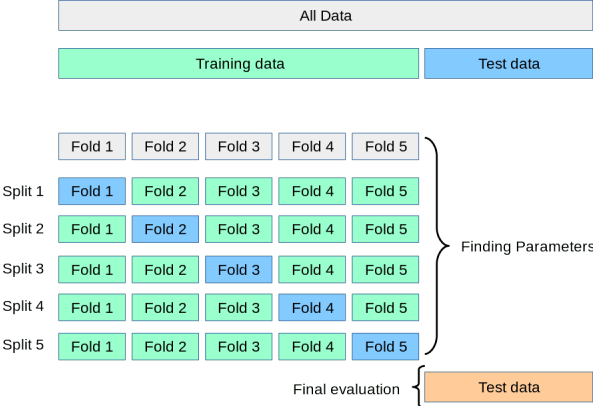 All Data
Training data Test data
Fold 1 Fold 2 Fold 3 Fold 4 Fold 5
Split 1 Fold 1 Fold 2 Fold 3 Fold 4 Fold 5
Split 2 Fold 1 Fold 2 Fold 3 Fold 4 Fold 5
Finding Parameters
Split 3 Fold 1 Fold 2 Fold 3 Fold 4 Fold 5
Split 4 Fold 1 Fold 2 Fold 3 Fold 4 Fold 5
Split 5 Fold 1 Fold 2 Fold 3 Fold 4 Fold 5
Final evaluation Test data